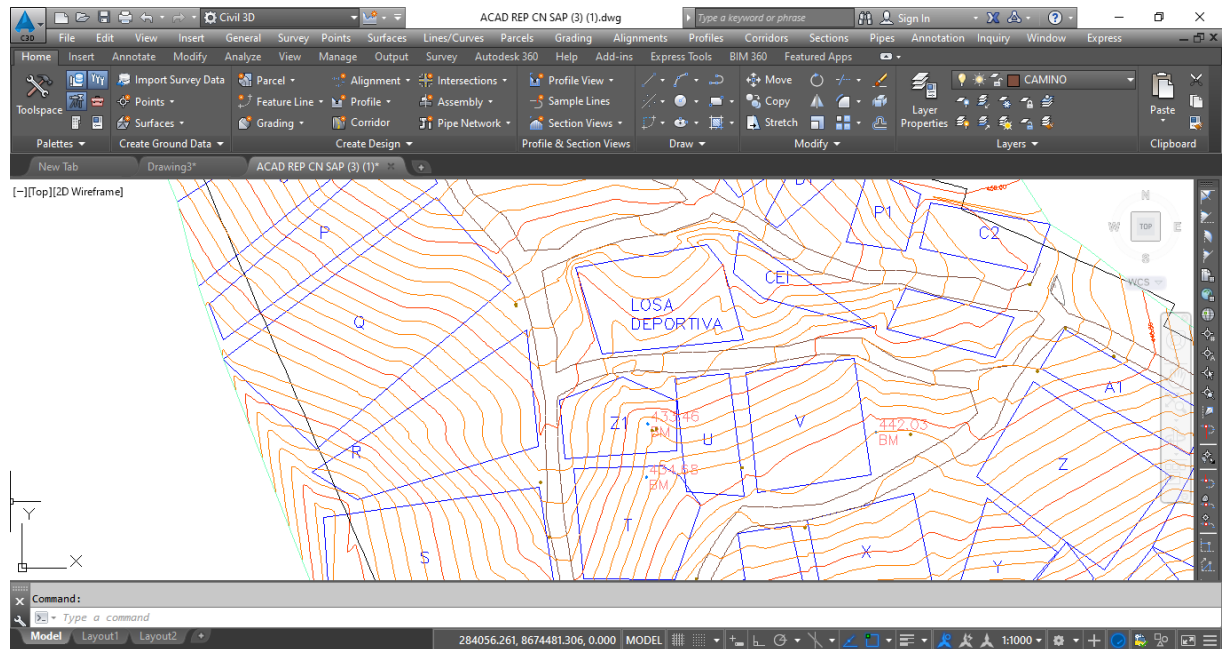 C3D
Civil 3D
ACAD REP CN SAP (3) (1).dwg
Type a keyword or phrase
Sign In
File Edit View Insert General Survey Points Surfaces Lines/Curves Parcels Grading Alignments Profiles Corridors Sections Pipes Annotation Inquiry Window Express
Home Insert Annotate Modify Analyze View Manage Output Survey Autodesk 360 Help Add-ins Express Tools BIM 360 Featured Apps
Import Survey Data Parcel Alignment Intersections Profile View Move CAMINO
Toolspace Points Feature Line Profile Assembly Sample Lines Copy Layer Properties Paste
Surfaces Grading Corridor Pipe Network Section Views Stretch
Palettes Create Ground Data Create Design Profile & Section Views Draw Modify Layers Clipboard
New Tab Drawing3* ACAD REP CN SAP (3) (1)*
[−][Top][2D Wireframe]
N
W TOP E
S
WCS
P
P1
C2
CEI
LOSA
DEPORTIVA
Q
A1
Z1
433.46
BM
U
V
442.03
BM
R
434.68
BM
Z
T
S
X
Y
Y
X
Command:
Type a command
Model Layout1 Layout2
284056.261, 8674481.306, 0.000 MODEL 1:1000